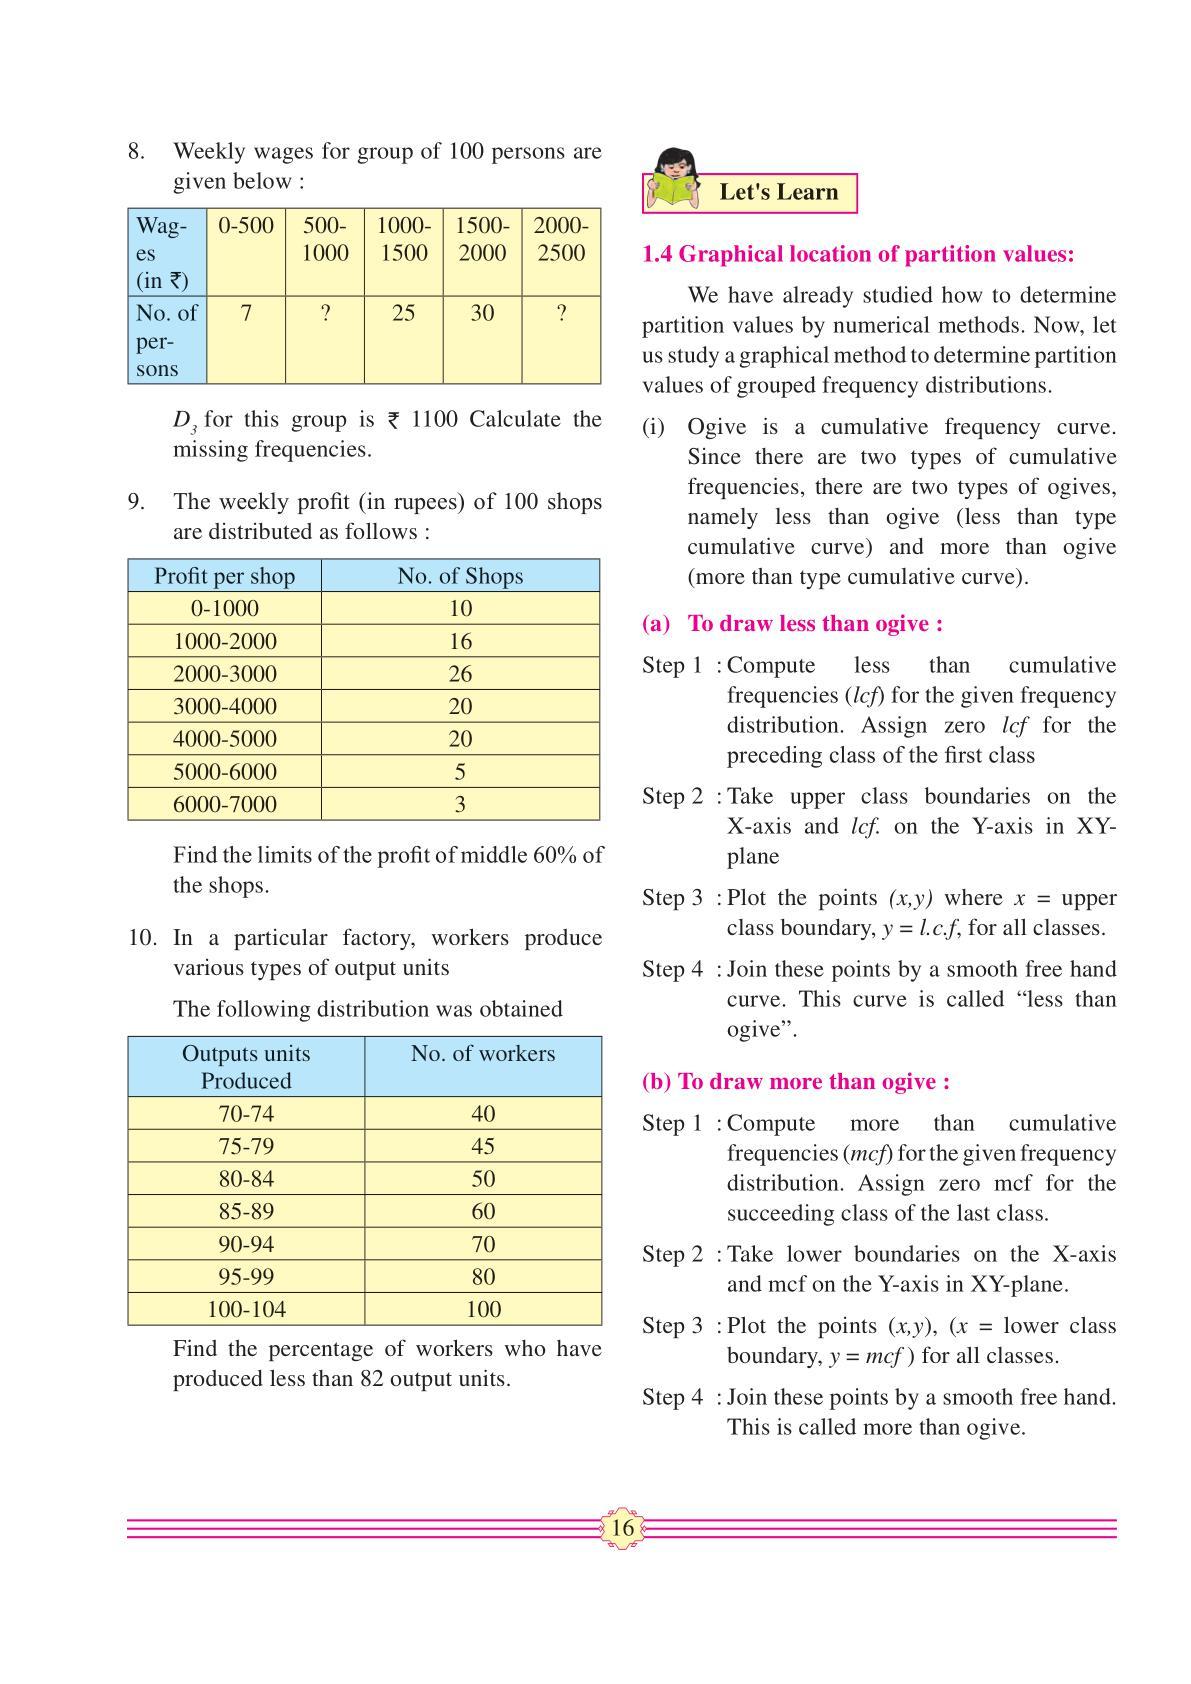 8. Weekly wages for group of 100 persons are
given below :
Wag- 0-500 500- 1000- 1500- 2000-
es 1000 1500 2000 2500
(in ₹)
No. of 7 ? 25 30 ?
per-
sons
D3 for this group is ₹ 1100 Calculate the
missing frequencies.
9. The weekly profit (in rupees) of 100 shops
are distributed as follows :
Profit per shop No. of Shops
0-1000 10
1000-2000 16
2000-3000 26
3000-4000 20
4000-5000 20
5000-6000 5
6000-7000 3
Find the limits of the profit of middle 60% of
the shops.
10. In a particular factory, workers produce
various types of output units
The following distribution was obtained
Outputs units No. of workers
Produced
70-74 40
75-79 45
80-84 50
85-89 60
90-94 70
95-99 80
100-104 100
Find the percentage of workers who have
produced less than 82 output units.
Let's Learn
1.4 Graphical location of partition values:
We have already studied how to determine
partition values by numerical methods. Now, let
us study a graphical method to determine partition
values of grouped frequency distributions.
(i) Ogive is a cumulative frequency curve.
Since there are two types of cumulative
frequencies, there are two types of ogives,
namely less than ogive (less than type
cumulative curve) and more than ogive
(more than type cumulative curve).
(a) To draw less than ogive :
Step 1 : Compute less than cumulative
frequencies (lcf) for the given frequency
distribution. Assign zero lcf for the
preceding class of the first class
Step 2 : Take upper class boundaries on the
X-axis and lcf. on the Y-axis in XY-
plane
Step 3 : Plot the points (x,y) where x = upper
class boundary, y = l.c.f, for all classes.
Step 4 : Join these points by a smooth free hand
curve. This curve is called “less than
ogive”.
(b) To draw more than ogive :
Step 1 : Compute more than cumulative
frequencies (mcf) for the given frequency
distribution. Assign zero mcf for the
succeeding class of the last class.
Step 2 : Take lower boundaries on the X-axis
and mcf on the Y-axis in XY-plane.
Step 3 : Plot the points (x,y), (x = lower class
boundary, y = mcf ) for all classes.
Step 4 : Join these points by a smooth free hand.
This is called more than ogive.
16